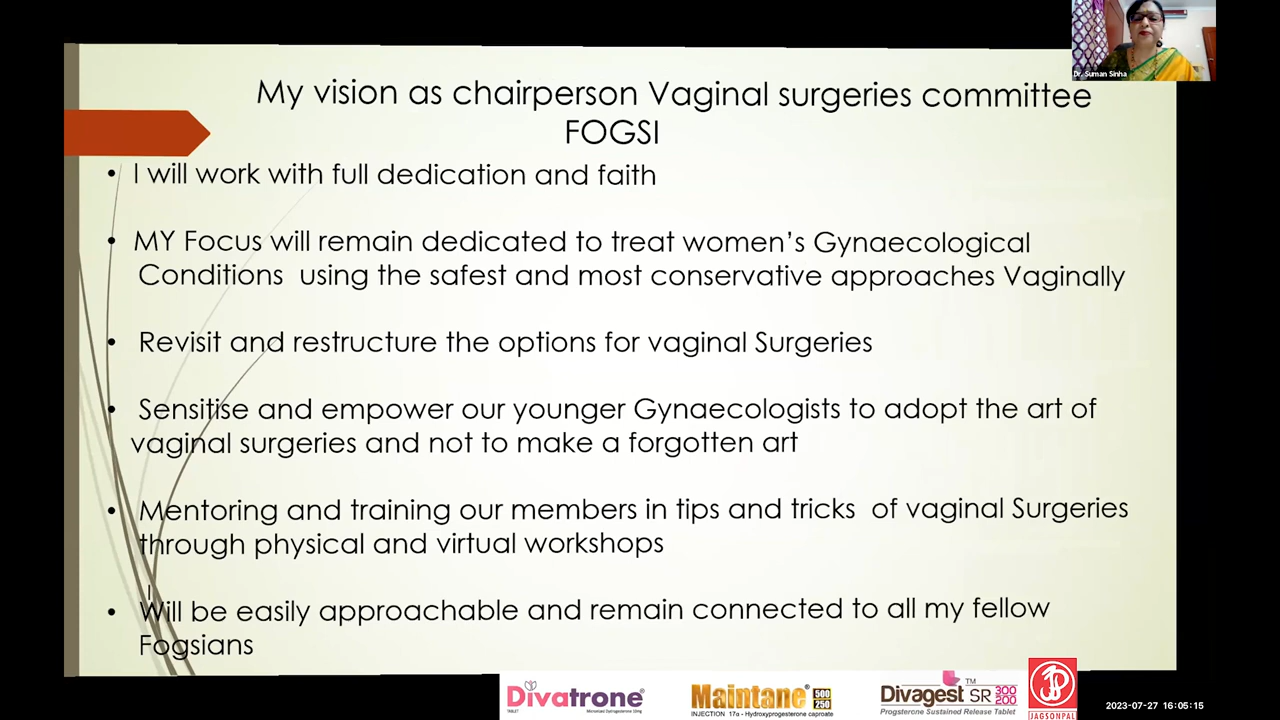 Dr. Suman Sinha
My vision as chairperson Vaginal surgeries committee
FOGSI
• I will work with full dedication and faith
• MY Focus will remain dedicated to treat women's Gynaecological
Conditions using the safest and most conservative approaches Vaginally
• Revisit and restructure the options for vaginal Surgeries
• Sensitise and empower our younger Gynaecologists to adopt the art of
vaginal surgeries and not to make a forgotten art
• Mentoring and training our members in tips and tricks of vaginal Surgeries
through physical and virtual workshops
• Will be easily approachable and remain connected to all my fellow
Fogsians
Divatrone®
TABLET
Maintane® 500 250
INJECTION 17α - Hydroxyprogesterone caproate
Divagest SR 300 200 TM
Progesterone Sustained Release Tablet
JAGSONPAL
2023-07-27 16:05:15